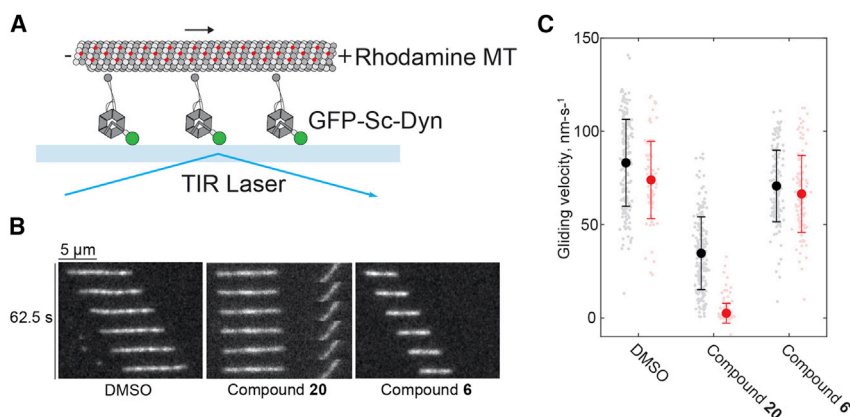 A
- + Rhodamine MT
GFP-Sc-Dyn
TIR Laser
B
5 µm
62.5 s
DMSO
Compound 20
Compound 6
C
Gliding velocity, nm-s⁻¹
150
100
50
0
DMSO
Compound 20
Compound 6